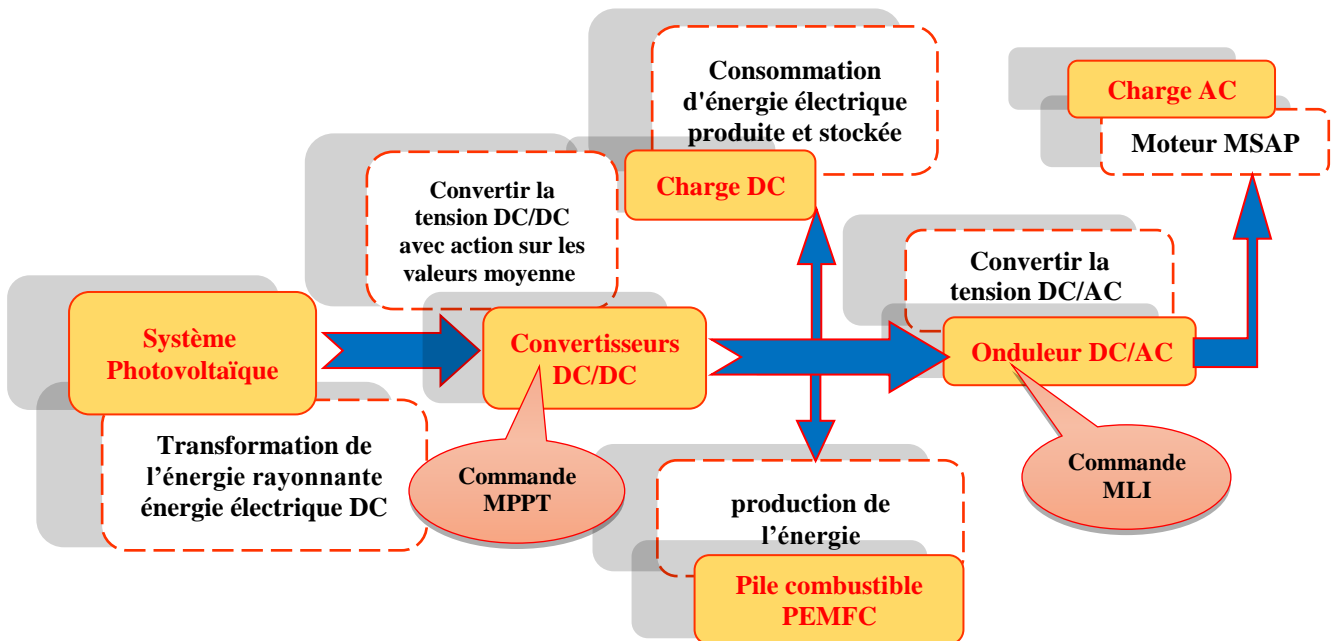 Consommation
d'énergie électrique
produite et stockée
Charge DC
Charge AC
Moteur MSAP
Convertir la
tension DC/DC
avec action sur les
valeurs moyenne
Convertir la
tension DC/AC
Système
Photovoltaïque
Convertisseurs
DC/DC
Onduleur DC/AC
Transformation de
l’énergie rayonnante
énergie électrique DC
Commande
MPPT
Commande
MLI
production de
l’énergie
Pile combustible
PEMFC